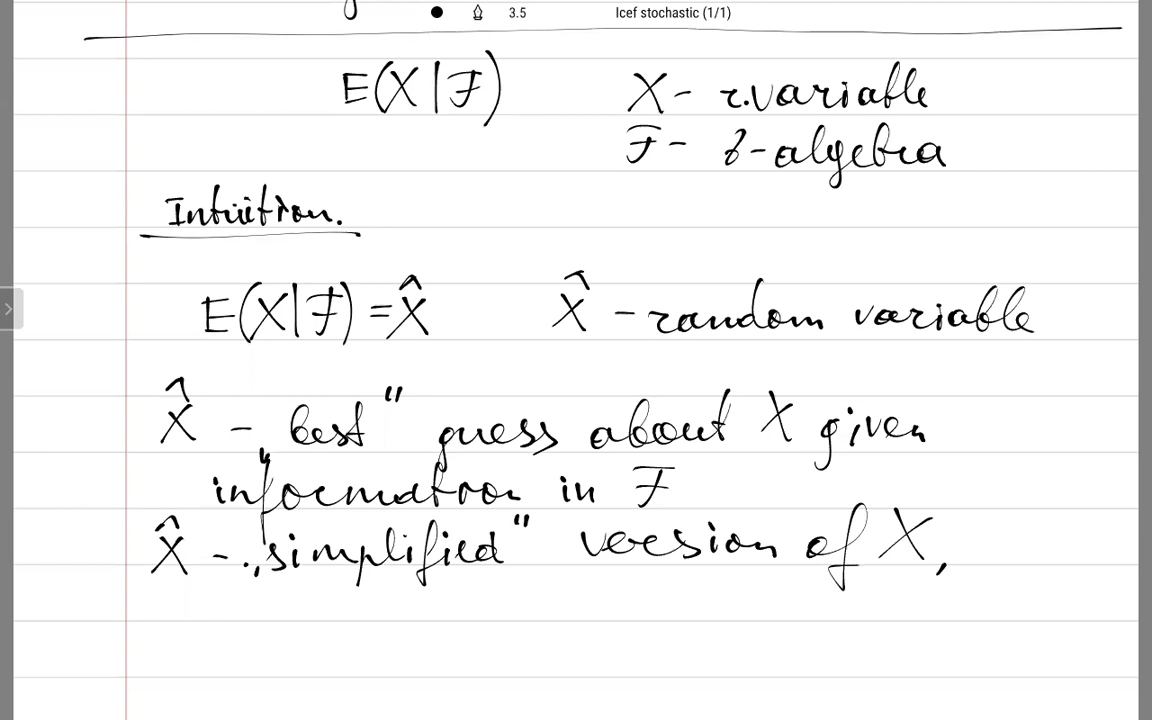 3.5 Icef stochastic (1/1)
E(X|F) X - r.variable
F - σ-algebra
Intuition.
E(X|F) = X̂ X̂ - random variable
X̂ - „best" guess about X given
information in F
X̂ - „simplified" version of X,